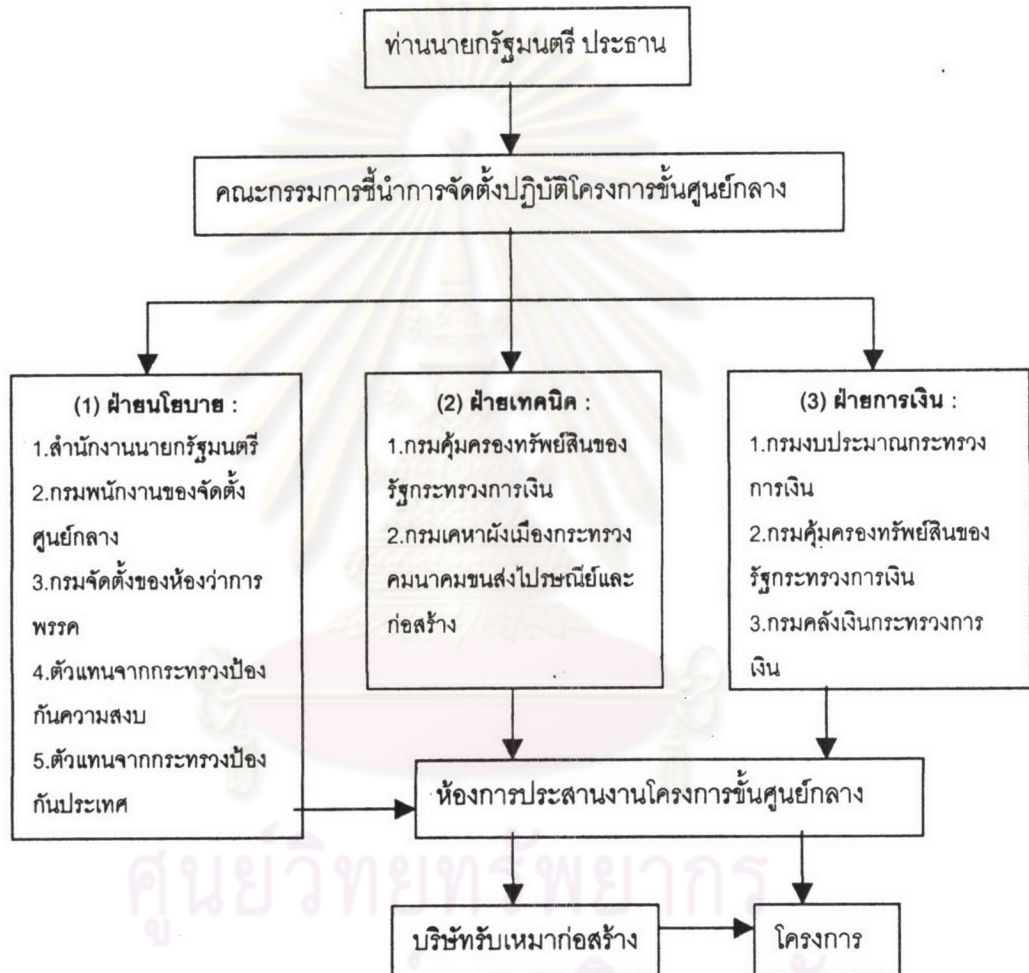 ท่านนายกรัฐมนตรี ประธาน
คณะกรรมการชี้นำการจัดตั้งปฏิบัติโครงการขั้นศูนย์กลาง
(1) ฝ่ายนโยบาย :
1.สำนักงานนายกรัฐมนตรี
2.กรมพนักงานของจัดตั้ง
ศูนย์กลาง
3.กรมจัดตั้งของห้องว่าการ
พรรค
4.ตัวแทนจากกระทรวงป้อง
กันความสงบ
5.ตัวแทนจากกระทรวงป้อง
กันประเทศ
(2) ฝ่ายเทคนิค :
1.กรมคุ้มครองทรัพย์สินของ
รัฐกระทรวงการเงิน
2.กรมเคหาผังเมืองกระทรวง
คมนาคมขนส่งไปรษณีย์และ
ก่อสร้าง
(3) ฝ่ายการเงิน :
1.กรมงบประมาณกระทรวง
การเงิน
2.กรมคุ้มครองทรัพย์สินของ
รัฐกระทรวงการเงิน
3.กรมคลังเงินกระทรวงการ
เงิน
ห้องการประสานงานโครงการขั้นศูนย์กลาง
ศูนย์วิทยทรัพยากร
บริษัทรับเหมาก่อสร้าง
โครงการ